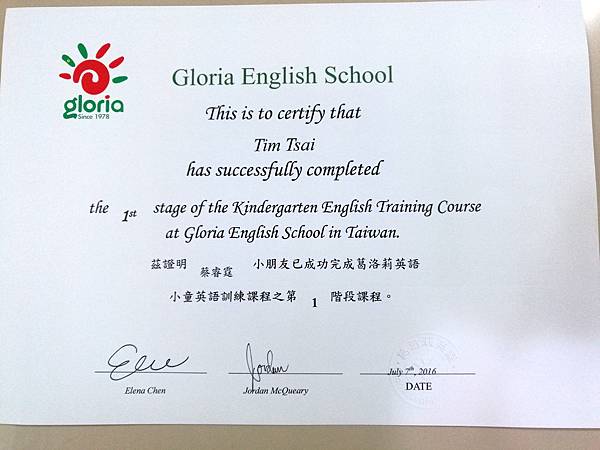 gloria
Since 1978
Gloria English School
This is to certify that
Tim Tsai
has successfully completed
the 1st stage of the Kindergarten English Training Course
at Gloria English School in Taiwan.
茲證明 蔡睿霆 小朋友已成功完成葛洛莉英語
小童英語訓練課程之第 1 階段課程。
Elena Chen
Jordan
Jordan McQueary
July 7th, 2016
DATE